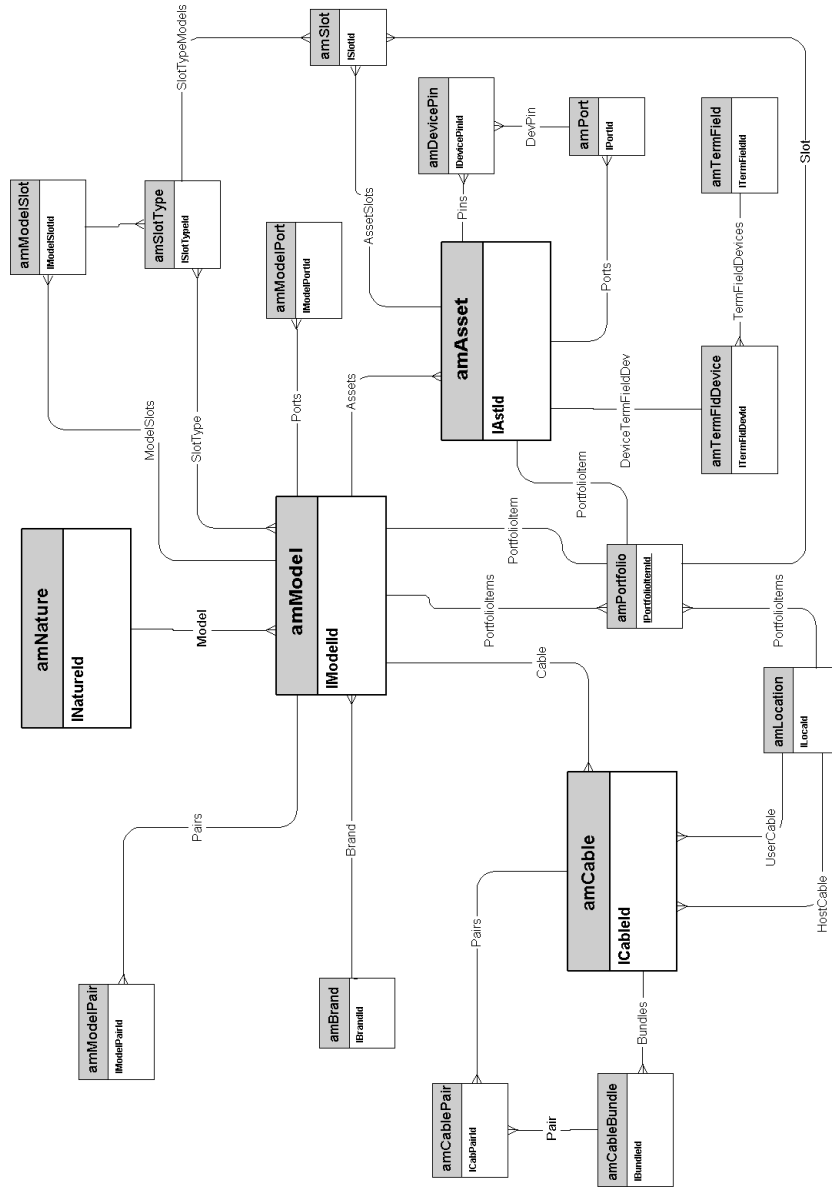 amNature
lNatureId
amModelSlot
lModelSlotId
amModelPair
lModelPairId
Pairs
Model
ModelSlots
amSlotType
lSlotTypeId
SlotTypeModels
SlotType
amModel
lModelId
amModelPort
lModelPortId
Ports
amBrand
lBrandId
Brand
Assets
amSlot
lSlotId
AssetSlots
amCablePair
lCabPairId
Pairs
Cable
PortfolioItems
PortfolioItem
amAsset
lAstId
Pins
amDevicePin
lDevicePinId
DevPin
amPort
lPortId
Ports
PortfolioItem
Pair
amCableBundle
lBundleId
Bundles
amCable
lCableId
amPortfolio
lPortfolioItemId
DeviceTermFieldDev
amTermFldDevice
lTermFldDevId
TermFieldDevices
amTermField
lTermFieldId
UserCable
HostCable
amLocation
lLocaId
PortfolioItems
Slot